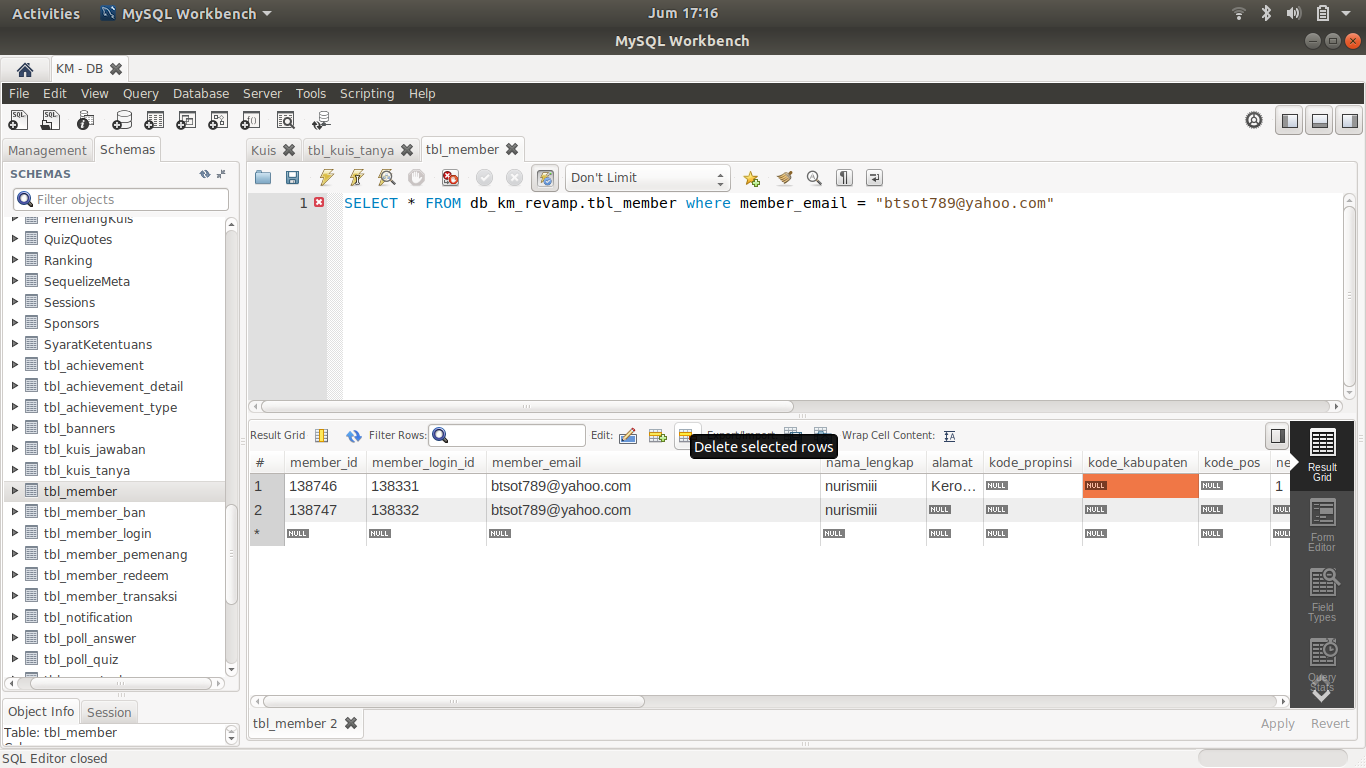 Activities MySQL Workbench Jum 17:16
MySQL Workbench
KM - DB
File Edit View Query Database Server Tools Scripting Help
Management Schemas
SCHEMAS
Filter objects
PemenangKuis
QuizQuotes
Ranking
SequelizeMeta
Sessions
Sponsors
SyaratKetentuans
tbl_achievement
tbl_achievement_detail
tbl_achievement_type
tbl_banners
tbl_kuis_jawaban
tbl_kuis_tanya
tbl_member
tbl_member_ban
tbl_member_login
tbl_member_pemenang
tbl_member_redeem
tbl_member_transaksi
tbl_notification
tbl_poll_answer
tbl_poll_quiz
Object Info Session
Table: tbl_member
Kuis tbl_kuis_tanya tbl_member
Don't Limit
1 SELECT * FROM db_km_revamp.tbl_member where member_email = "btsot789@yahoo.com"
Result Grid Filter Rows: Edit: Export/Import: Wrap Cell Content:
Delete selected rows
# member_id member_login_id member_email nama_lengkap alamat kode_propinsi kode_kabupaten kode_pos ne
1 138746 138331 btsot789@yahoo.com nurismiii Kero... NULL NULL NULL 1
2 138747 138332 btsot789@yahoo.com nurismiii NULL NULL NULL NULL NULL
* NULL NULL NULL NULL NULL NULL NULL NULL NULL
Result
Grid
Form
Editor
Field
Types
Query
Stats
tbl_member 2 Apply Revert
SQL Editor closed